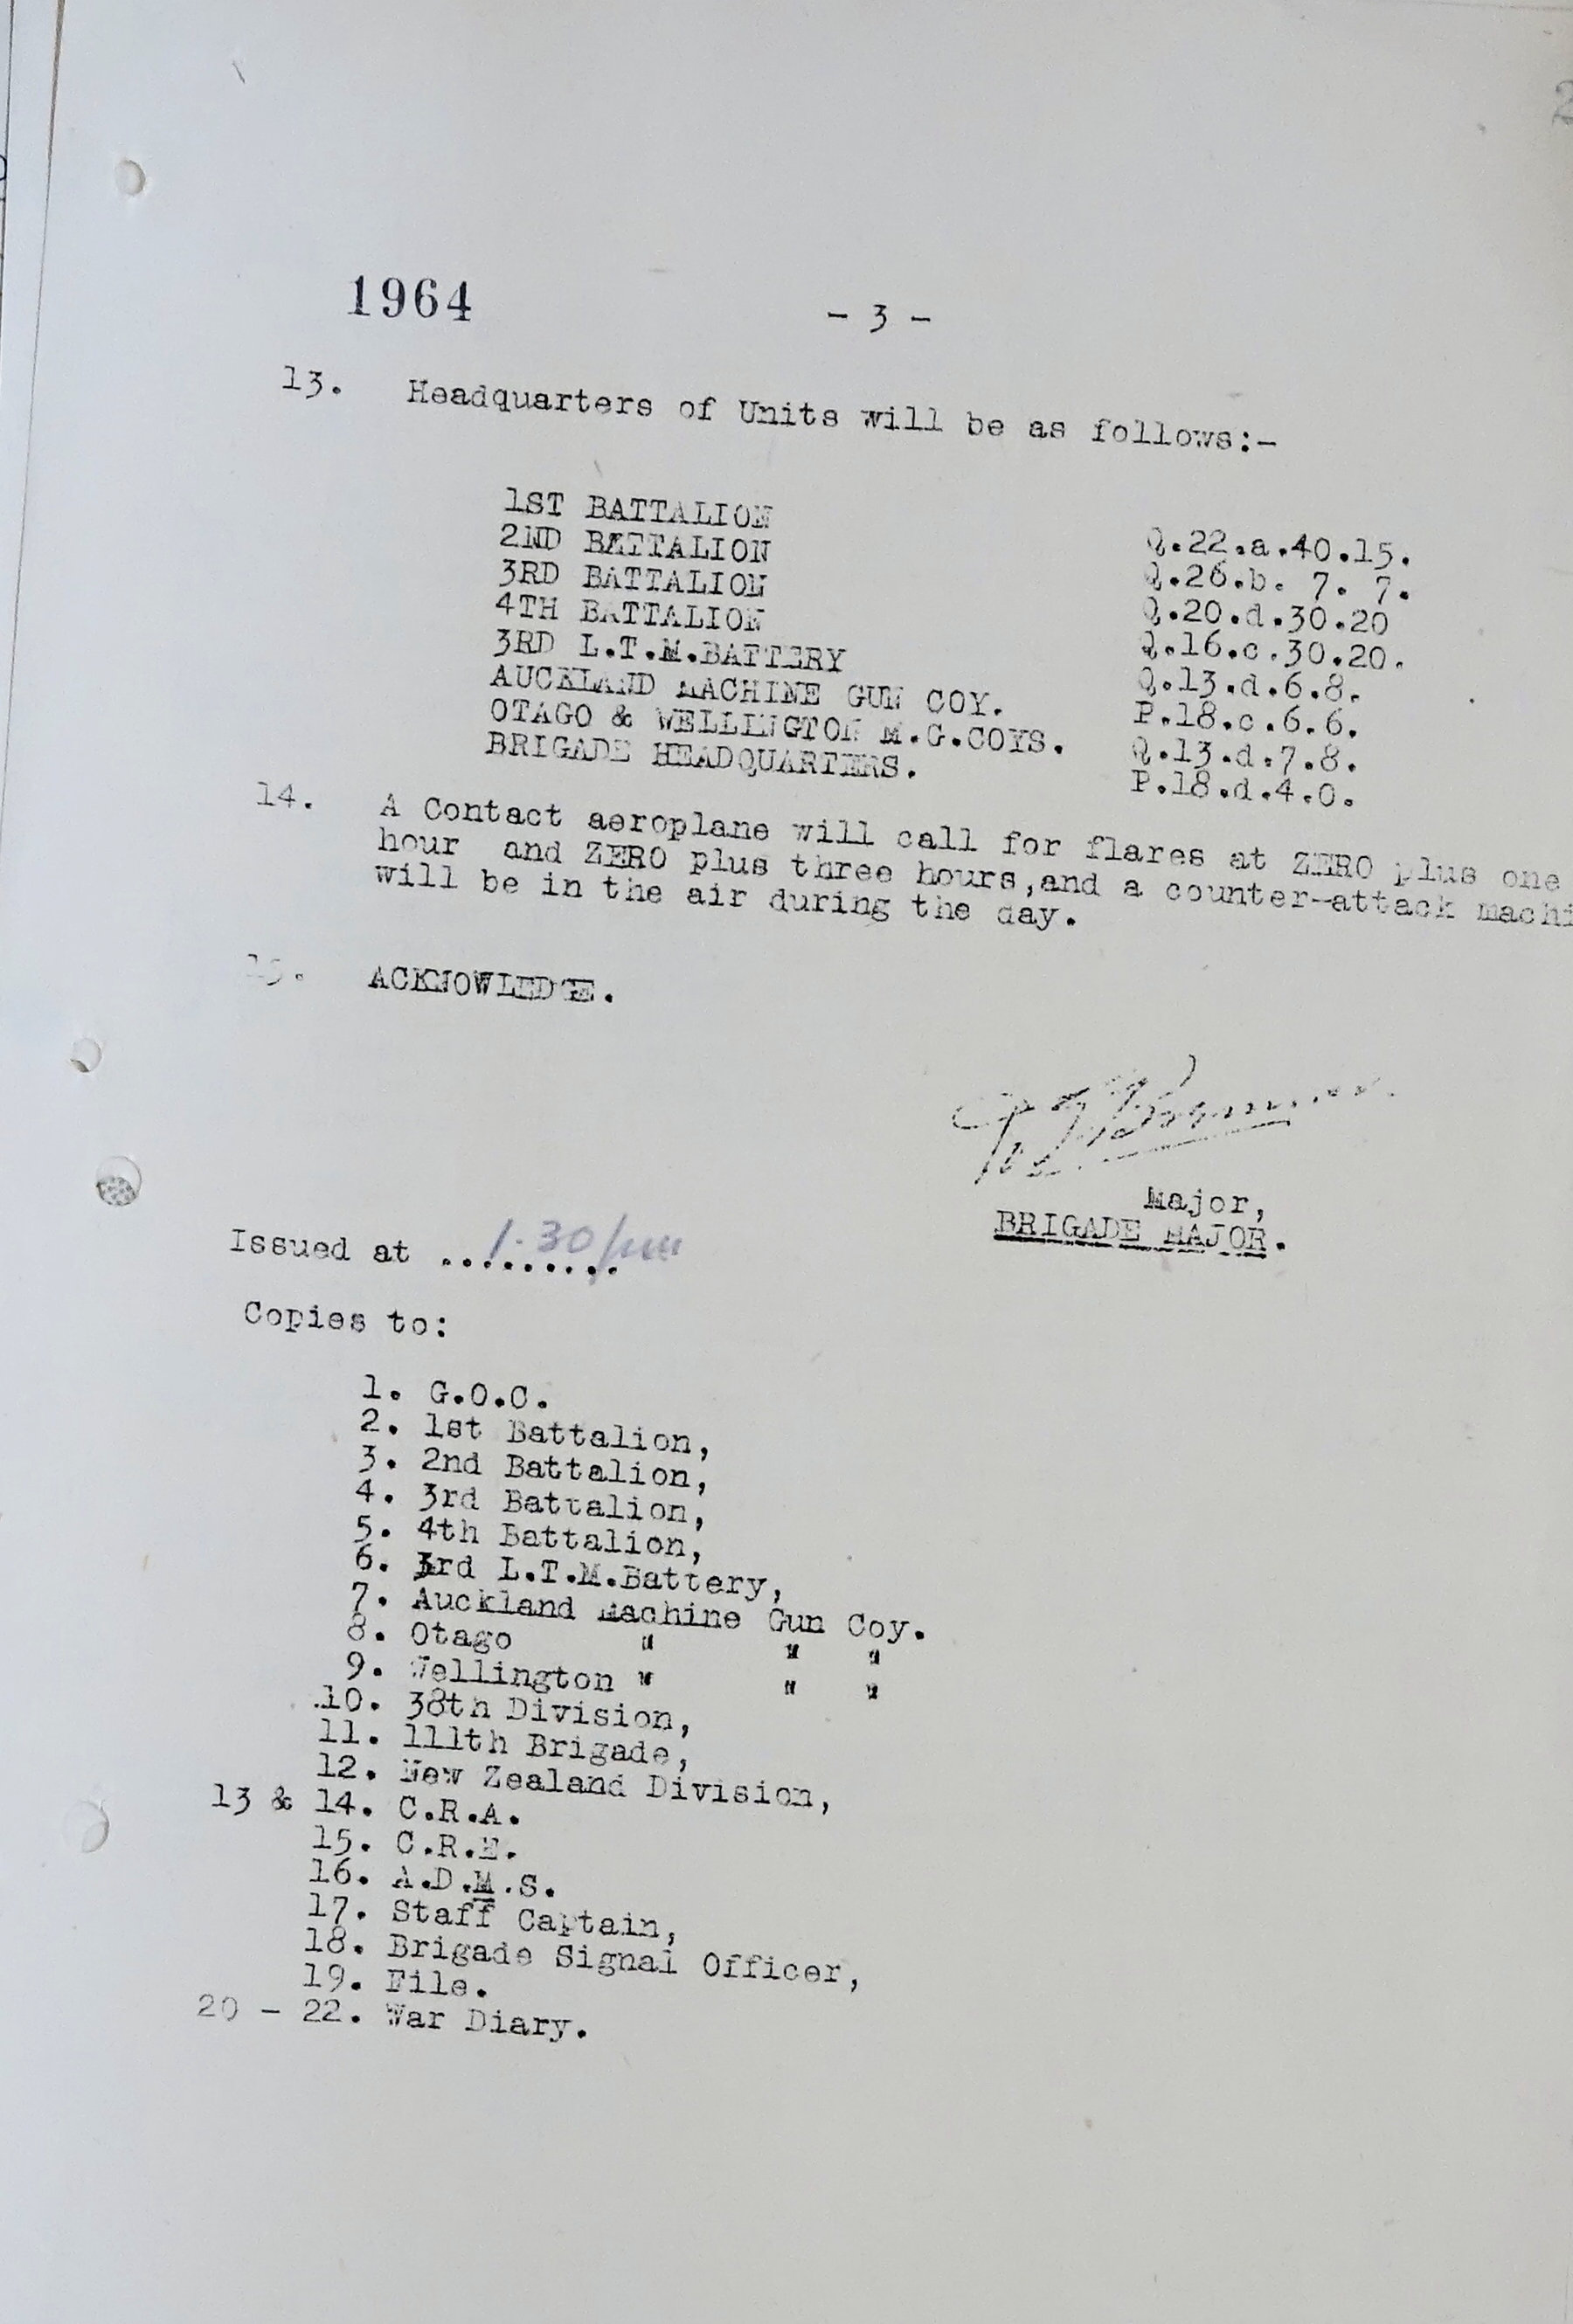 2
1964
- 3 -
13. Headquarters of Units will be as follows:-
1ST BATTALION Q.22.a.40.15.
2ND BATTALION Q.26.b. 7. 7.
3RD BATTALION Q.20.d.30.20
4TH BATTALION Q.16.c.30.20.
3RD L.T.M.BATTERY Q.13.d.6.8.
AUCKLAND MACHINE GUN COY. P.18.c.6.6.
OTAGO & WELLINGTON M.G.COYS. Q.13.d.7.8.
BRIGADE HEADQUARTERS. P.18.d.4.0.
14. A Contact aeroplane will call for flares at ZERO plus one
hour and ZERO plus three hours,and a counter-attack machi
will be in the air during the day.
15. ACKNOWLEDGE.
Major,
BRIGADE MAJOR.
Issued at .......... 1.30/pm
Copies to:
1. G.O.C.
2. 1st Battalion,
3. 2nd Battalion,
4. 3rd Battalion,
5. 4th Battalion,
6. 3rd L.T.M.Battery,
7. Auckland Machine Gun Coy.
8. Otago " " "
9. Wellington " " "
10. 38th Division,
11. 111th Brigade,
12. New Zealand Division,
13 & 14. C.R.A.
15. C.R.E.
16. A.D.M.S.
17. Staff Captain,
18. Brigade Signal Officer,
19. File.
20 - 22. War Diary.